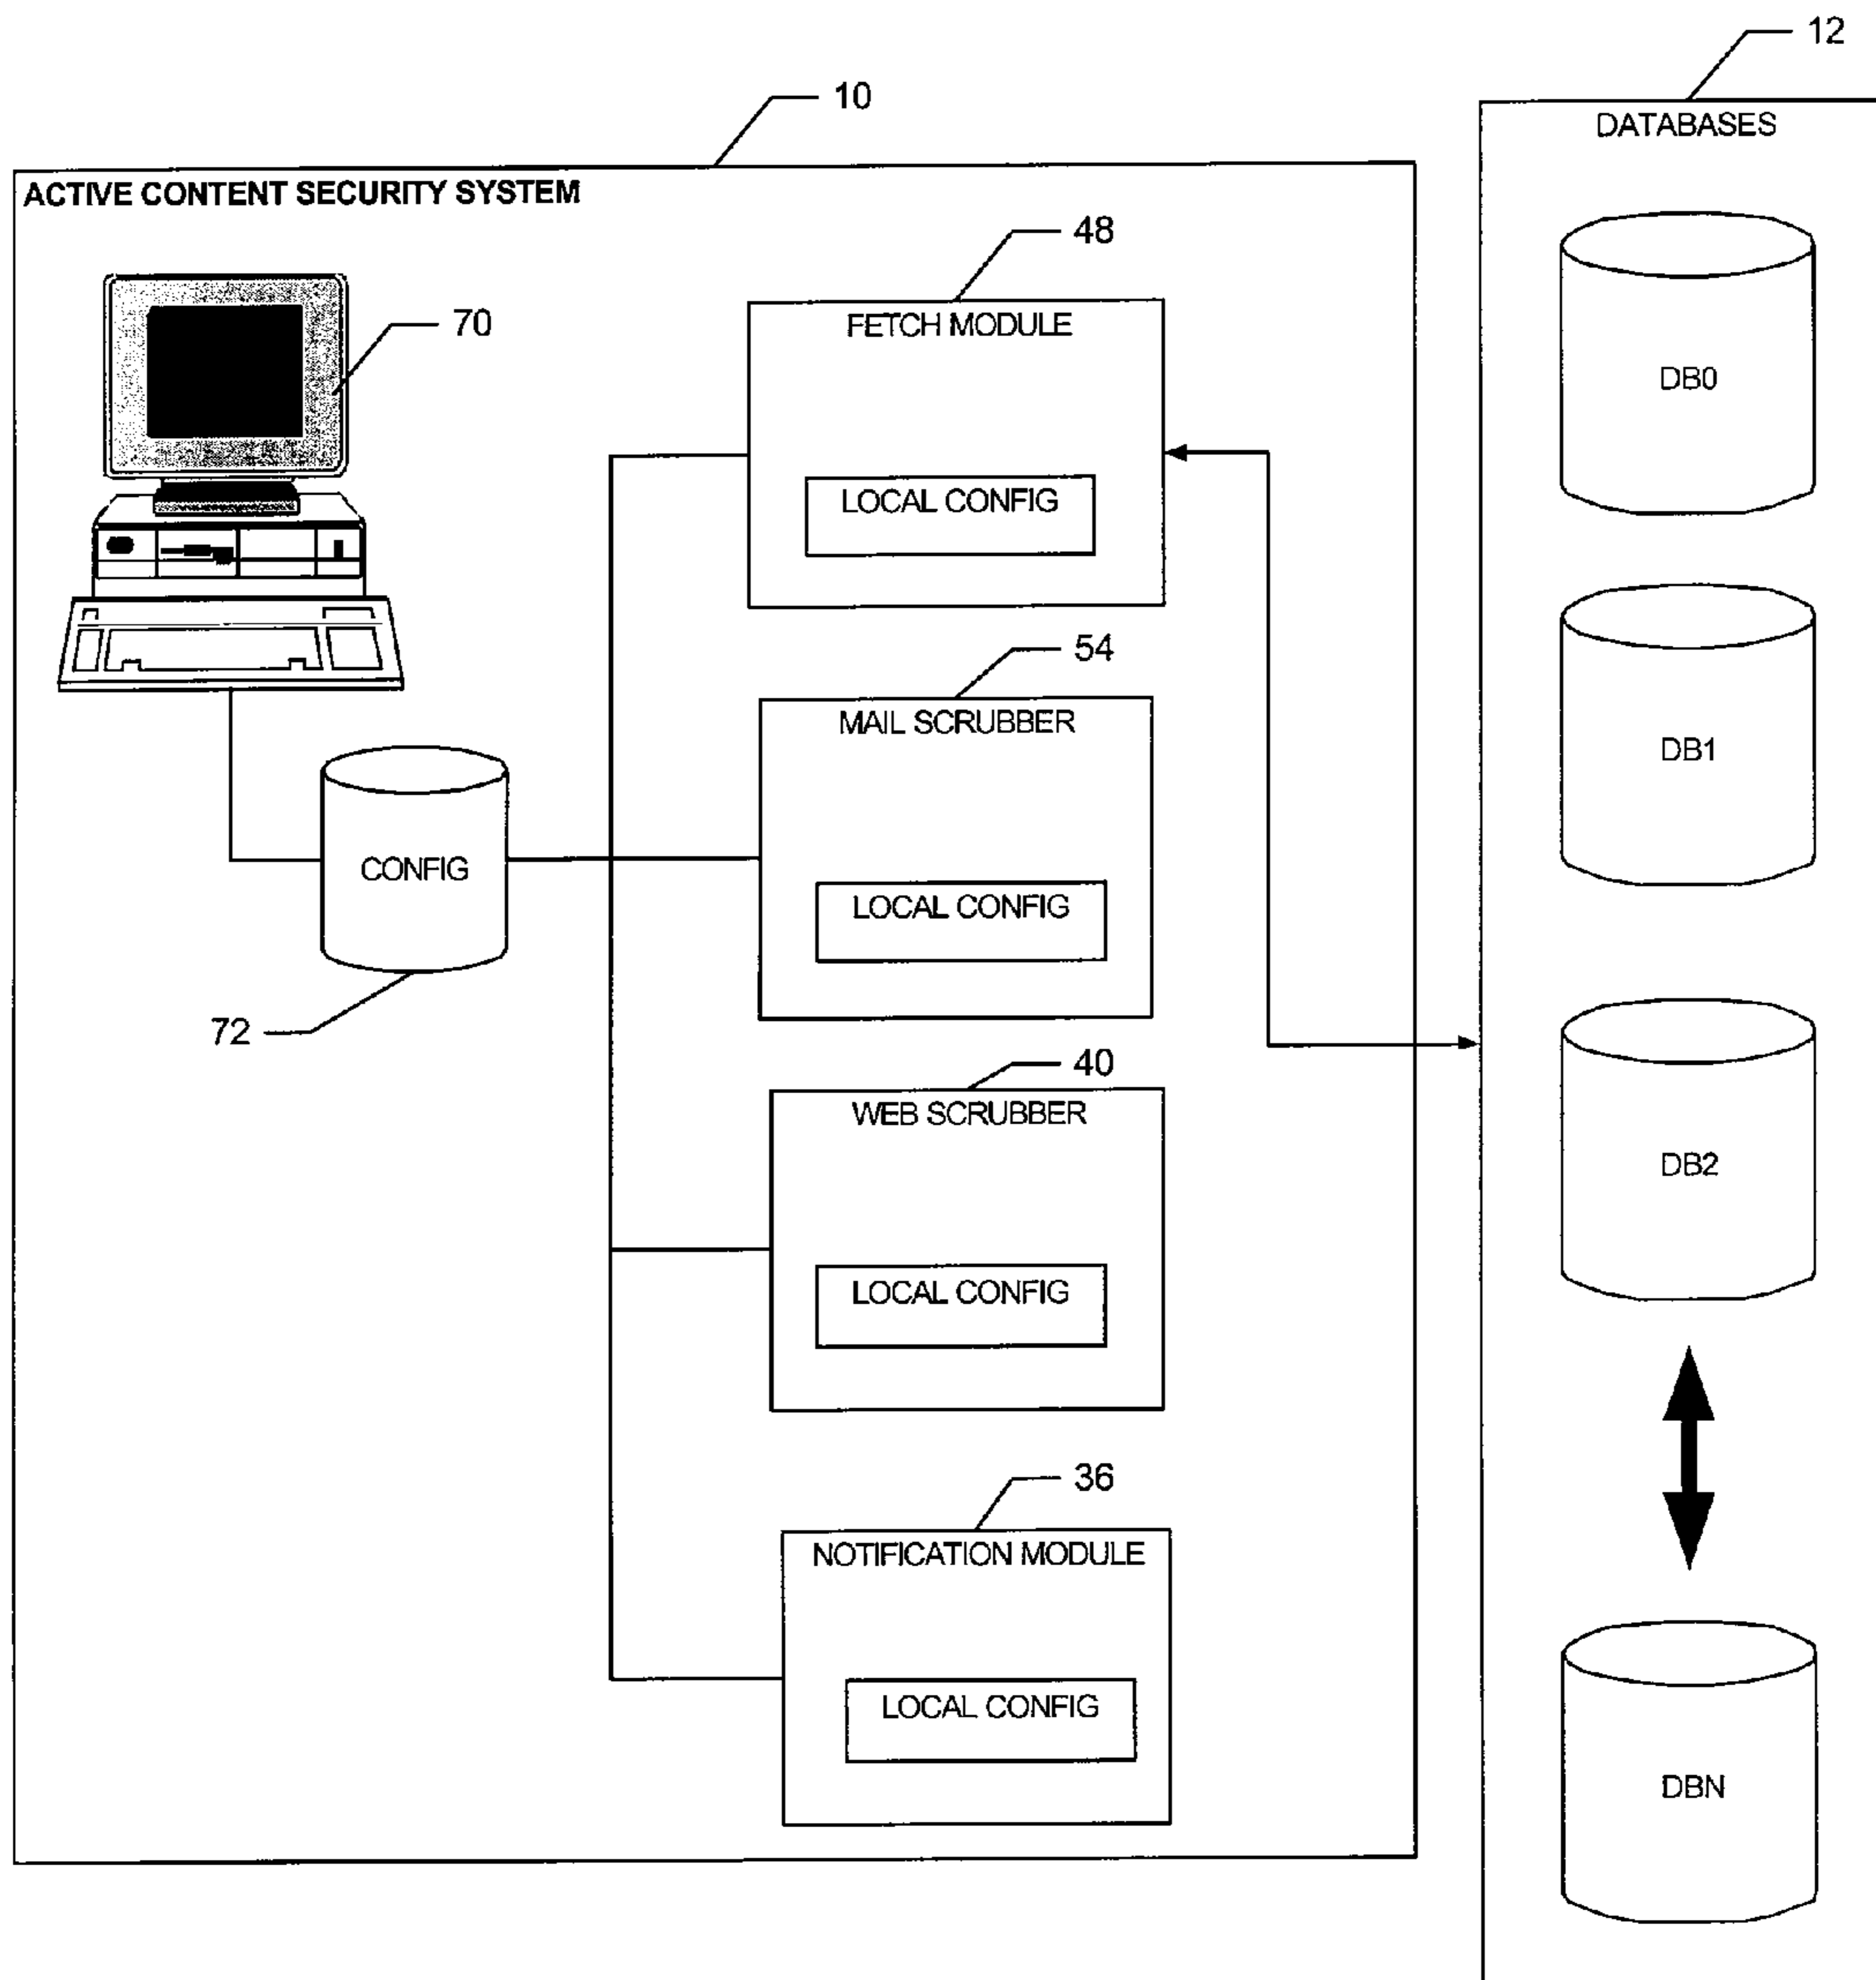 12
DATABASES
10
ACTIVE CONTENT SECURITY SYSTEM
48
FETCH MODULE
70
LOCAL CONFIG
DB0
54
MAIL SCRUBBER
DB1
CONFIG
LOCAL CONFIG
72
40
WEB SCRUBBER
DB2
LOCAL CONFIG
36
NOTIFICATION MODULE
LOCAL CONFIG
DBN